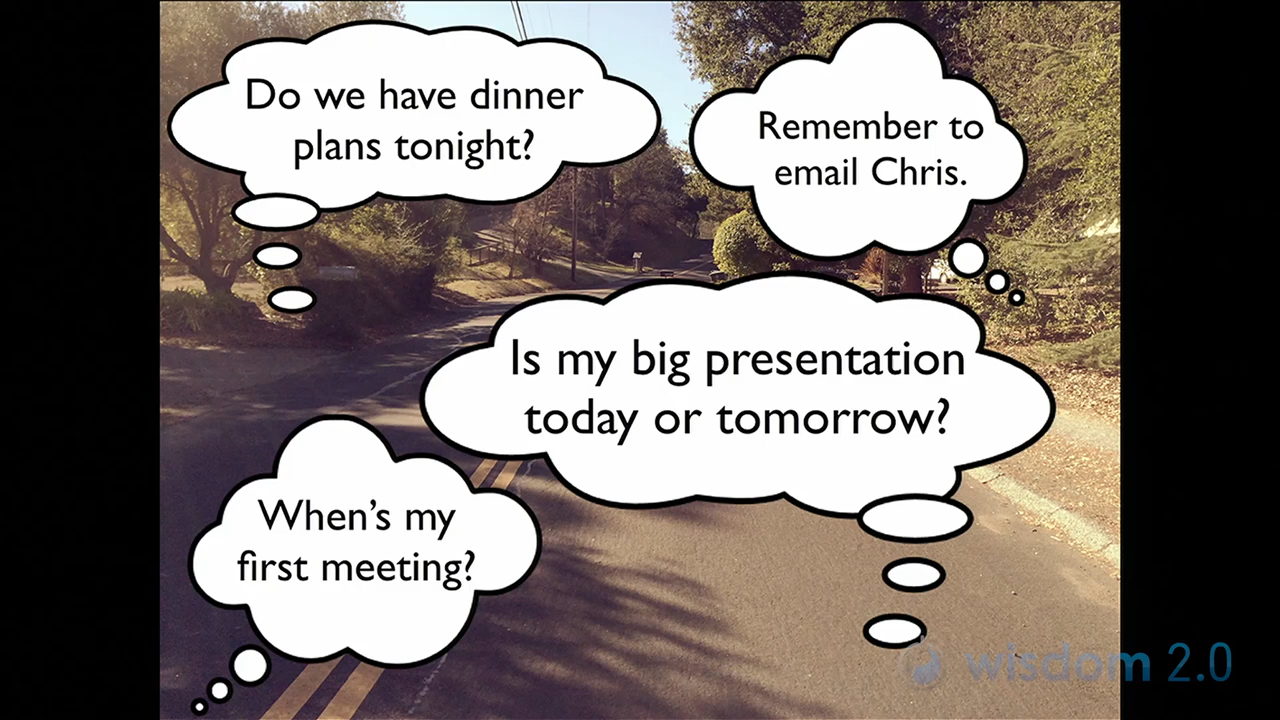 Do we have dinner
plans tonight?
Remember to
email Chris.
Is my big presentation
today or tomorrow?
When's my
first meeting?
wisdom 2.0